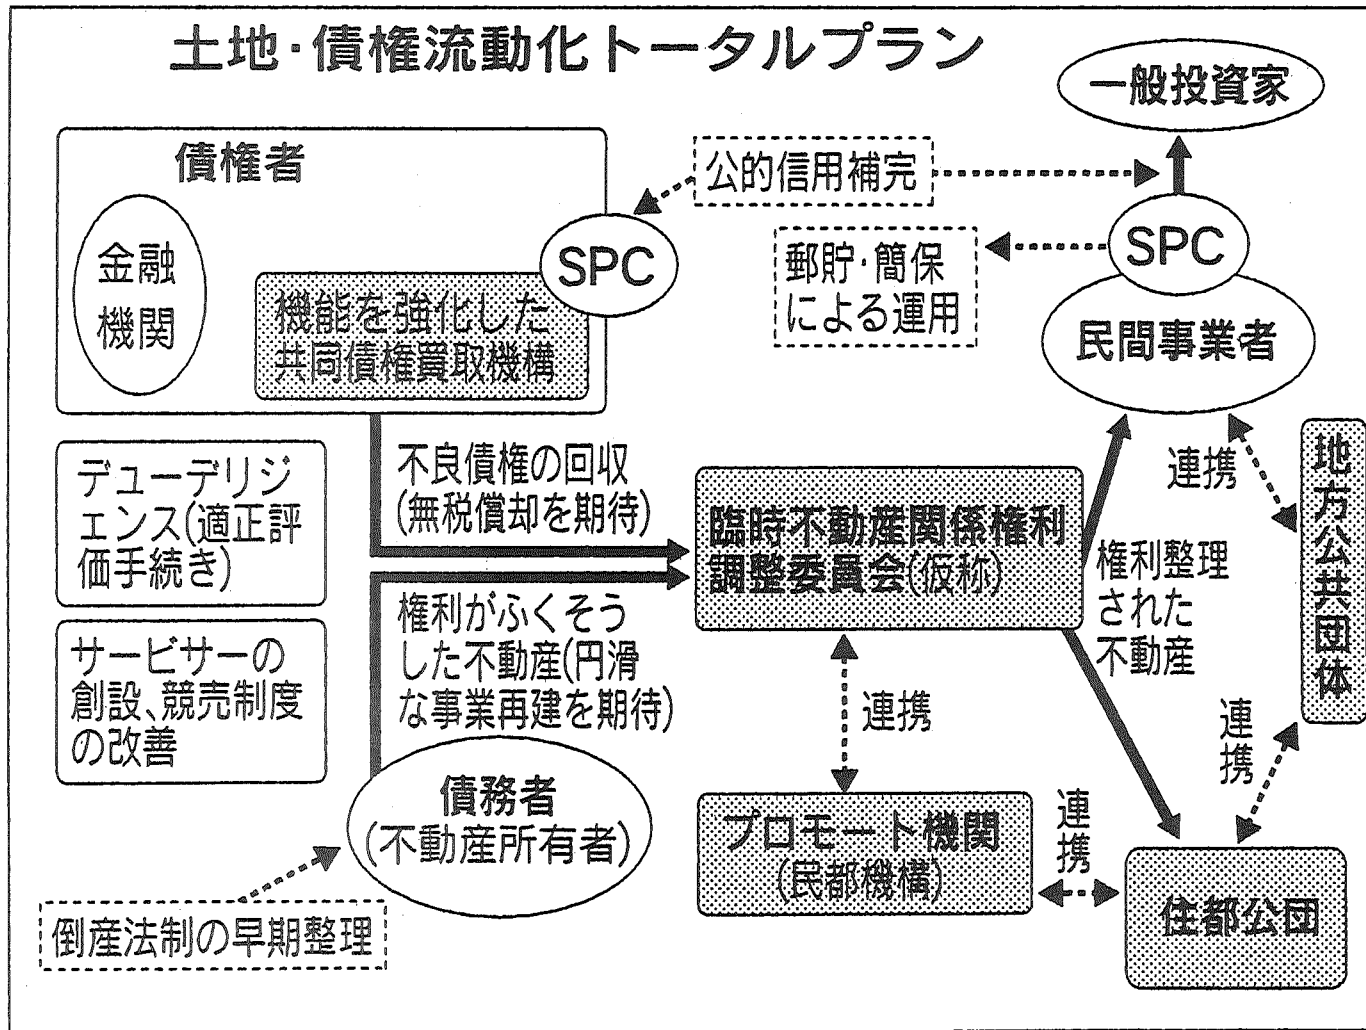 土地・債権流動化トータルプラン
一般投資家
債権者
公的信用補完
金融
機関
SPC
SPC
郵貯・簡保
による運用
機能を強化した
共同債権買取機構
民間事業者
デューデリジ
ェンス(適正評
価手続き)
不良債権の回収
(無税償却を期待)
連携
地方公共団体
臨時不動産関係権利
調整委員会(仮称)
権利整理
された
不動産
サービサーの
創設、競売制度
の改善
権利がふくそう
した不動産(円滑
な事業再建を期待)
連携
連携
債務者
(不動産所有者)
プロモート機関
(民都機構)
連携
住都公団
倒産法制の早期整理